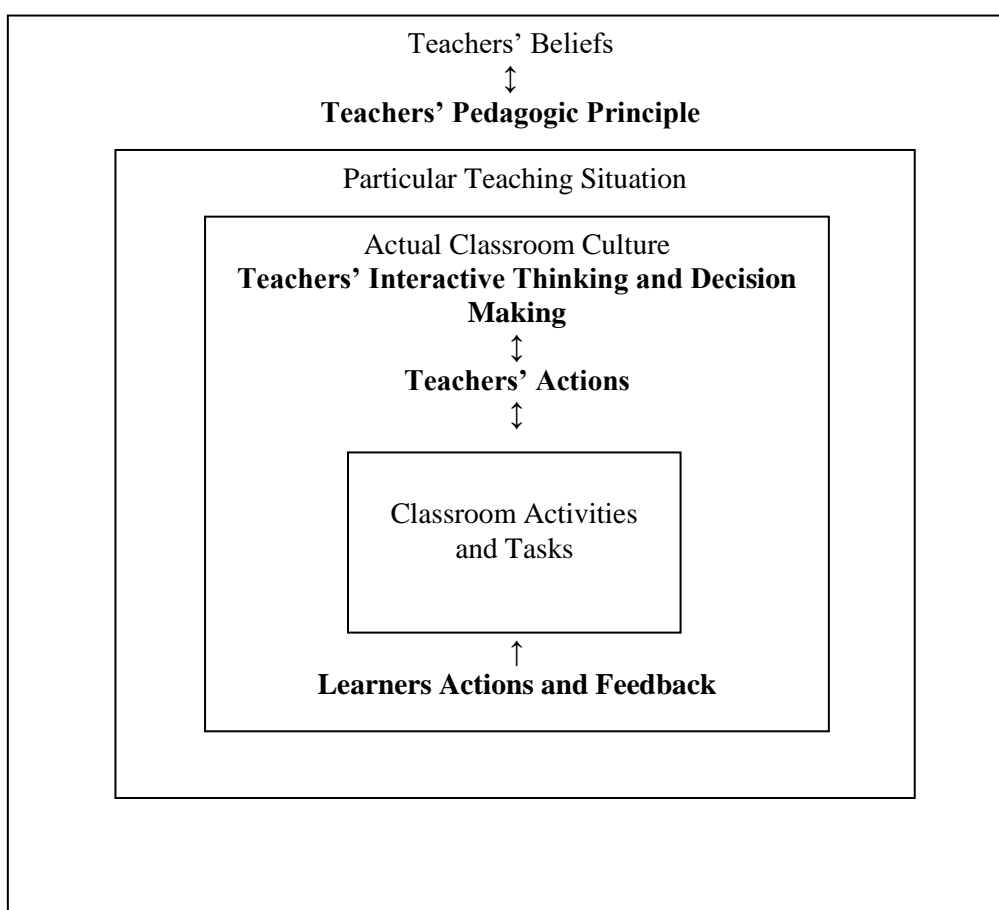 Teachers’ Beliefs
↕
Teachers’ Pedagogic Principle
Particular Teaching Situation
Actual Classroom Culture
Teachers’ Interactive Thinking and Decision
Making
↕
Teachers’ Actions
↕
Classroom Activities
and Tasks
↑
Learners Actions and Feedback